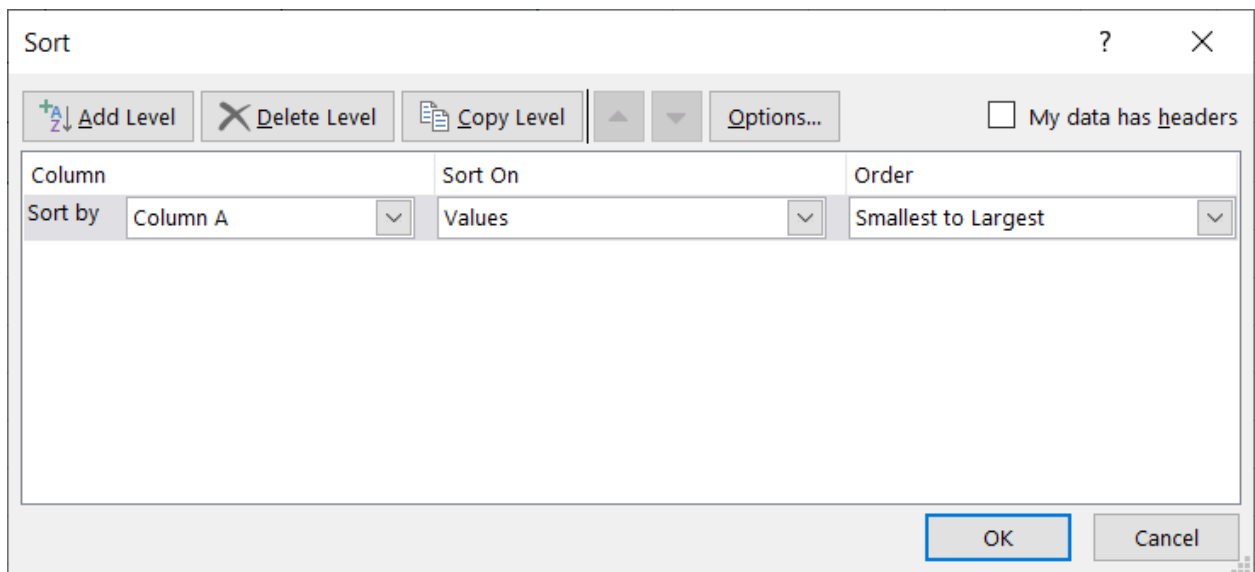 Sort ?
Add Level Delete Level Copy Level Options... My data has headers
Column Sort On Order
Sort by Column A Values Smallest to Largest
OK Cancel